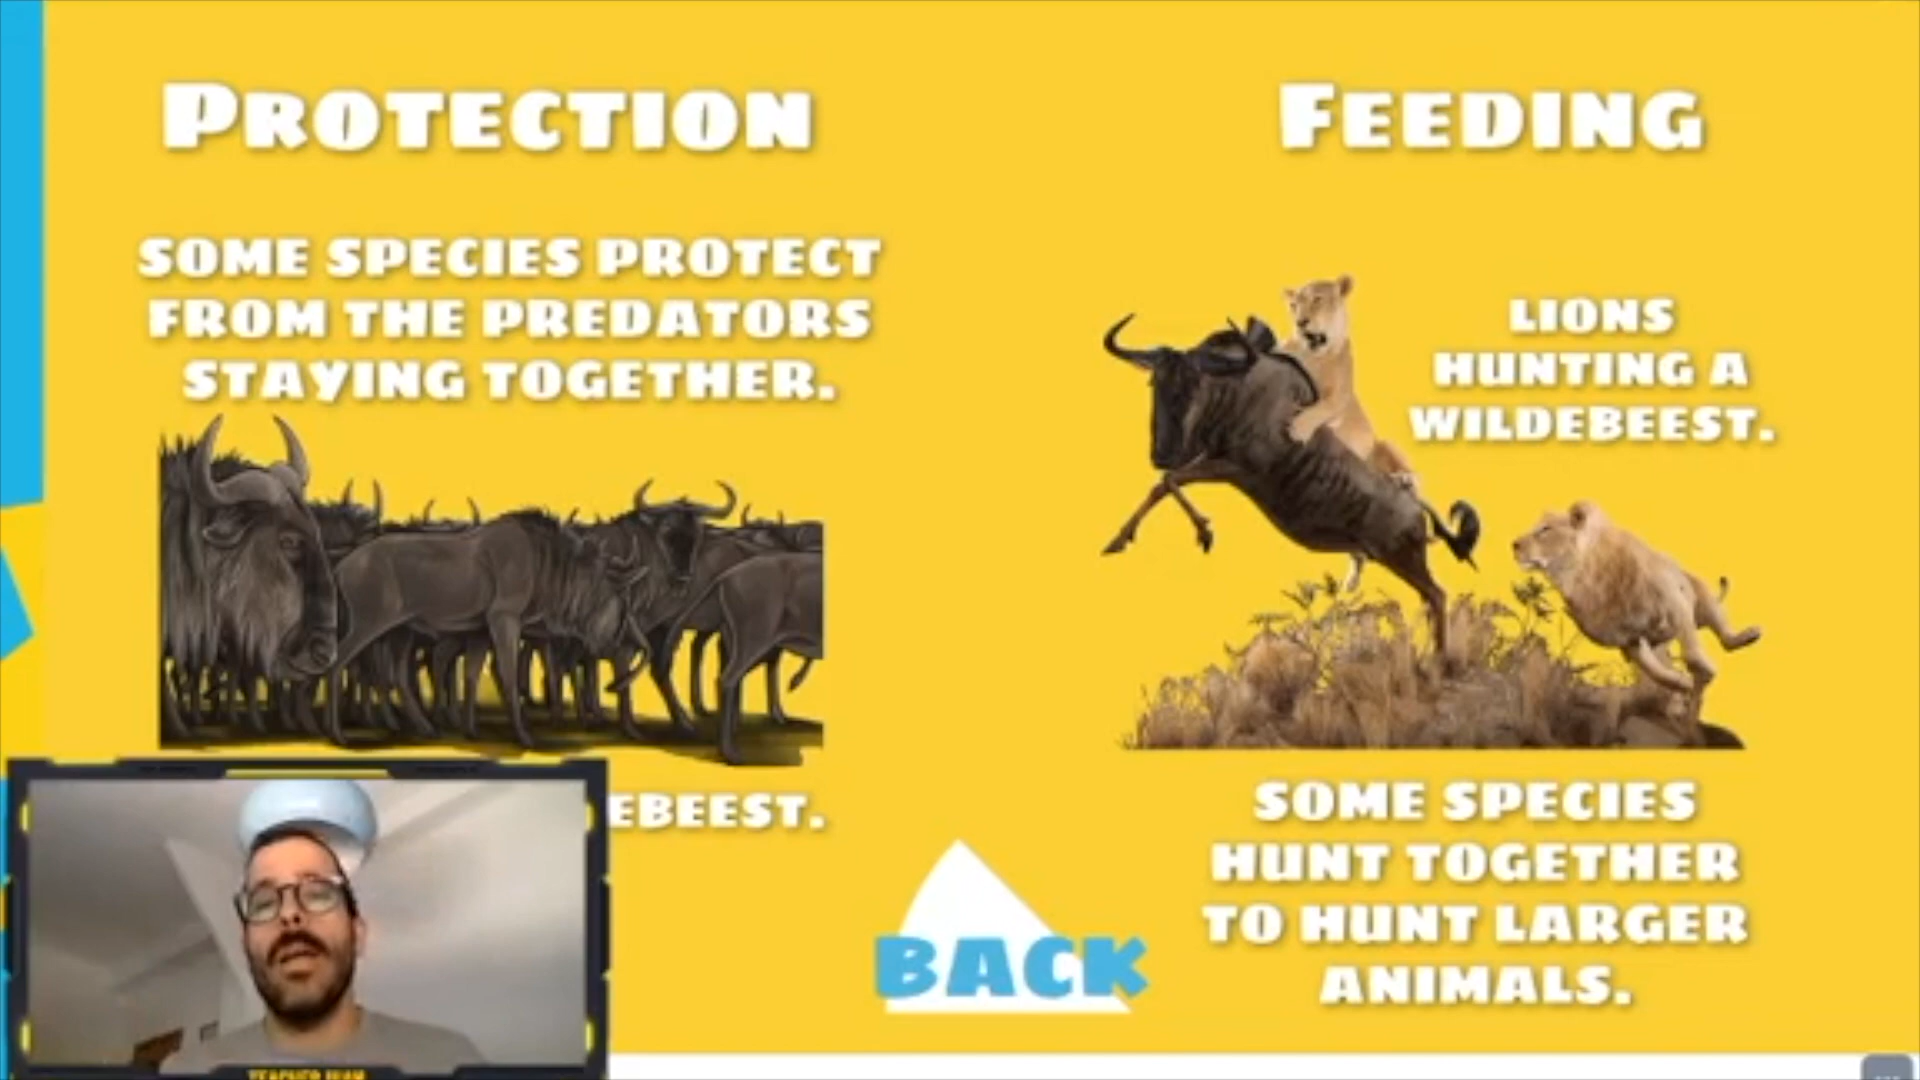 PROTECTION
SOME SPECIES PROTECT
FROM THE PREDATORS
STAYING TOGETHER.
EBEEST.
FEEDING
LIONS
HUNTING A
WILDEBEEST.
SOME SPECIES
HUNT TOGETHER
TO HUNT LARGER
ANIMALS.
BACK
TEACHER